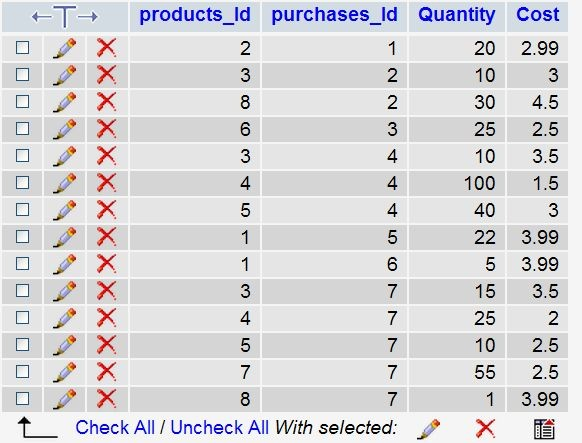 products_Id purchases_Id Quantity Cost
2 1 20 2.99
3 2 10 3
8 2 30 4.5
6 3 25 2.5
3 4 10 3.5
4 4 100 1.5
5 4 40 3
1 5 22 3.99
1 6 5 3.99
3 7 15 3.5
4 7 25 2
5 7 10 2.5
7 7 55 2.5
8 7 1 3.99
Check All / Uncheck All With selected: